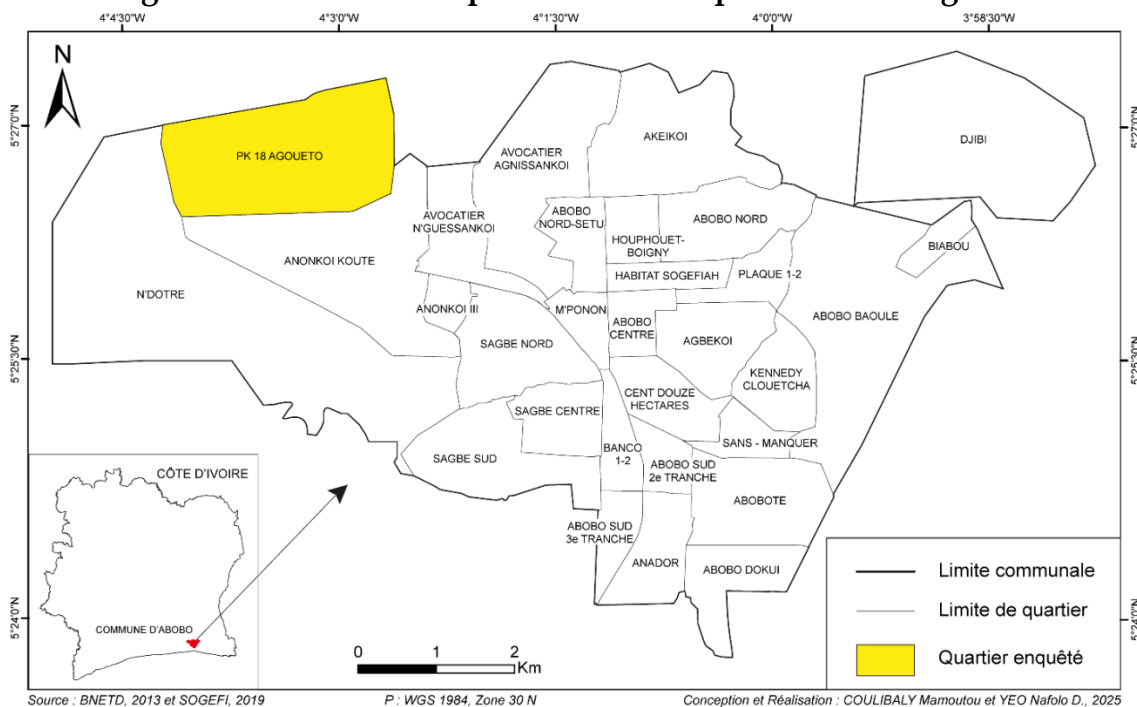 4°4'30"W 4°3'0"W 4°1'30"W 4°0'0"W 3°58'30"W
N
5°27'0"N
5°27'0"N
PK 18 AGOUETO
AVOCATIER
AGNISSANKOI
AKEIKOI
DJIBI
AVOCATIER
N'GUESSANKOI
ABOBO
NORD-SETU
HOUPHOUET-
BOIGNY
ABOBO NORD
BIABOU
ANONKOI KOUTE
HABITAT SOGEFIAH
PLAQUE 1-2
N'DOTRE
ANONKOI III
M'PONON
ABOBO
CENTRE
ABOBO BAOULE
SAGBE NORD
AGBEKOI
5°25'30"N
5°25'30"N
KENNEDY
CLOUETCHA
CENT DOUZE
HECTARES
SAGBE CENTRE
SANS - MANQUER
SAGBE SUD
BANCO
1-2
ABOBO SUD
2e TRANCHE
ABOBOTE
ABOBO SUD
3e TRANCHE
ANADOR
ABOBO DOKUI
5°24'0"N
5°24'0"N
CÔTE D'IVOIRE
COMMUNE D'ABOBO
0 1 2
Km
Limite communale
Limite de quartier
Quartier enquêté
Source : BNETD, 2013 et SOGEFI, 2019 P : WGS 1984, Zone 30 N Conception et Réalisation : COULIBALY Mamoutou et YEO Nafolo D., 2025